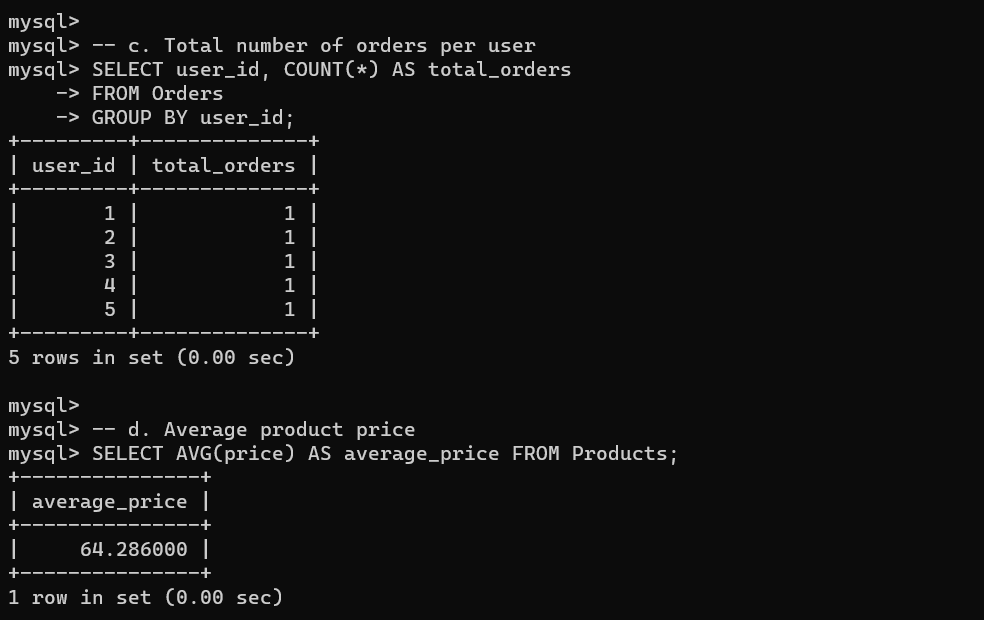 mysql>
mysql> -- c. Total number of orders per user
mysql> SELECT user_id, COUNT(*) AS total_orders
    -> FROM Orders
    -> GROUP BY user_id;
+---------+--------------+
| user_id | total_orders |
+---------+--------------+
|       1 |            1 |
|       2 |            1 |
|       3 |            1 |
|       4 |            1 |
|       5 |            1 |
+---------+--------------+
5 rows in set (0.00 sec)

mysql>
mysql> -- d. Average product price
mysql> SELECT AVG(price) AS average_price FROM Products;
+---------------+
| average_price |
+---------------+
|     64.286000 |
+---------------+
1 row in set (0.00 sec)